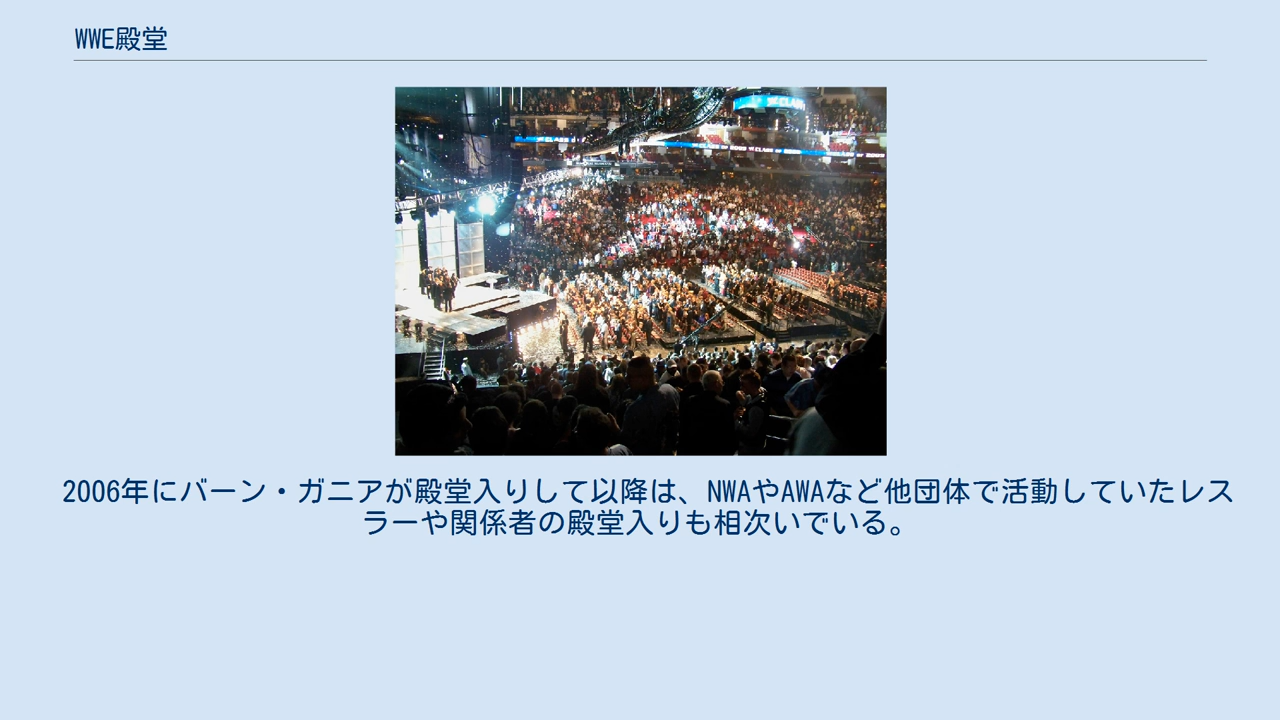 WWE殿堂
2006年にバーン・ガニアが殿堂入りして以降は、NWAやAWAなど他団体で活動していたレス
ラーや関係者の殿堂入りも相次いでいる。